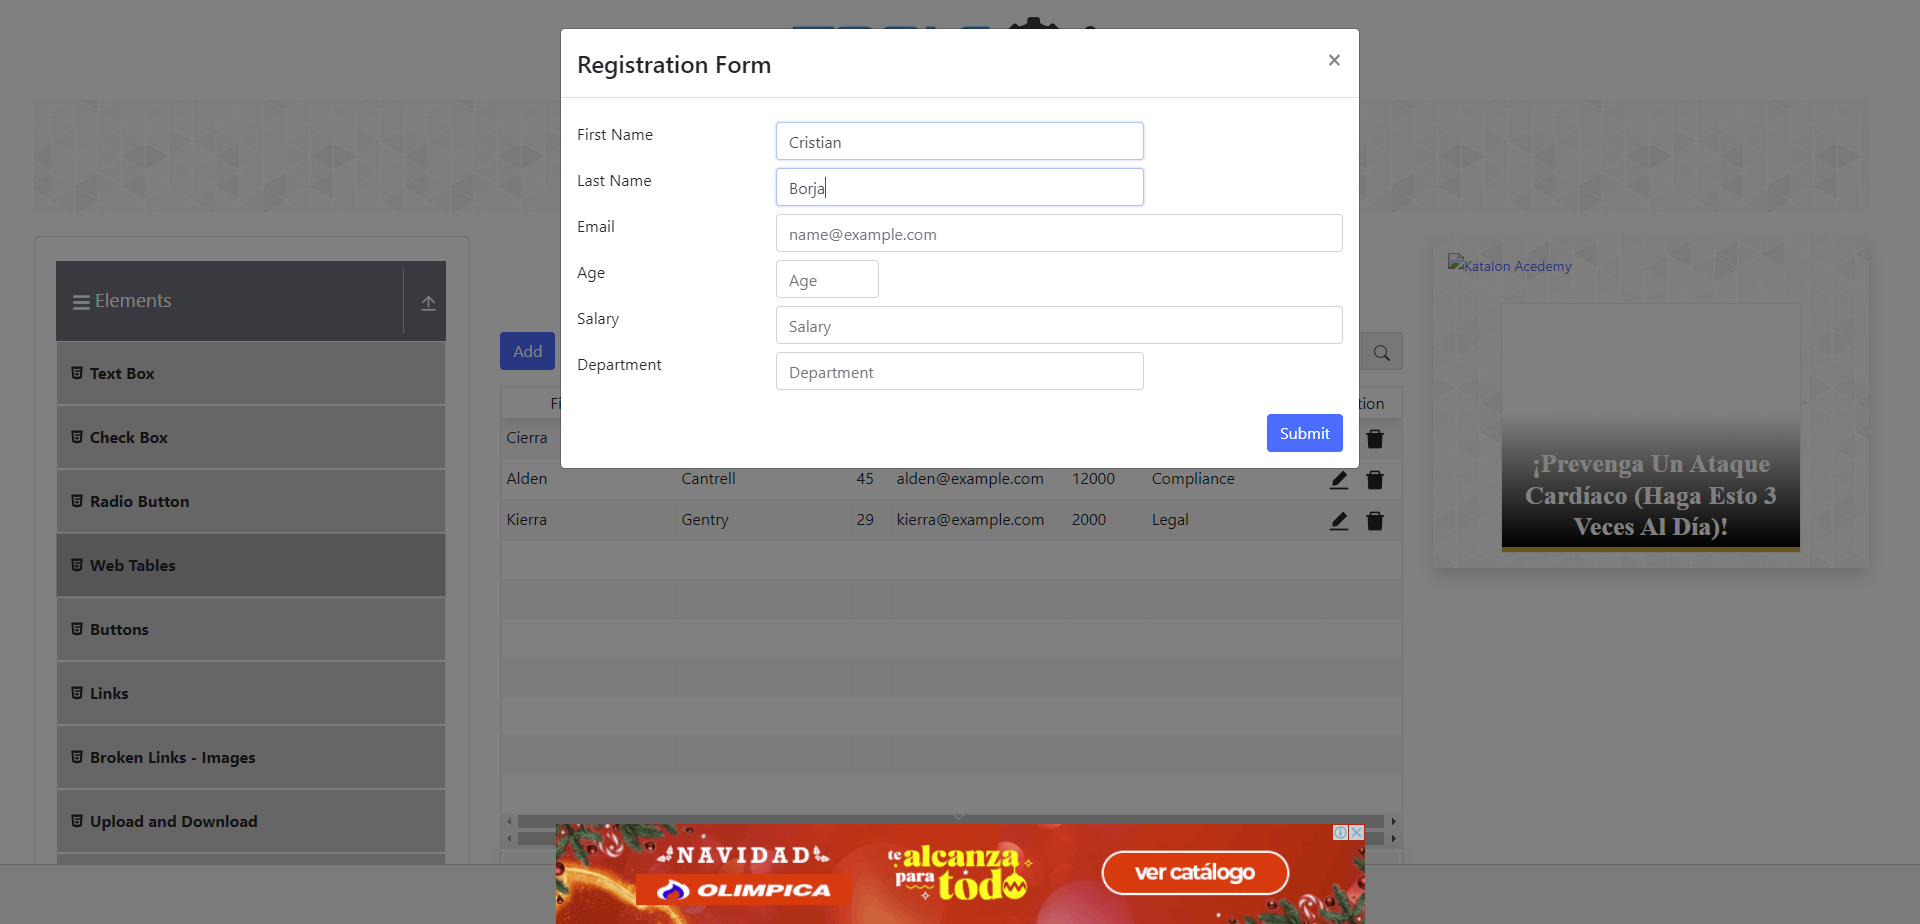 Registration Form
×
First Name
Cristian
Last Name
Borja
Email
name@example.com
Age
Age
Salary
Salary
Department
Department
Submit
Elements
Text Box
Check Box
Radio Button
Web Tables
Buttons
Links
Broken Links - Images
Upload and Download
Add
Cierra
Alden Cantrell 45 alden@example.com 12000 Compliance
Kierra Gentry 29 kierra@example.com 2000 Legal
Katalon Acedemy
¡Prevenga Un Ataque
Cardíaco (Haga Esto 3
Veces Al Día)!
NAVIDAD
OLIMPICA
te
alcanza
para
todo
ver catálogo